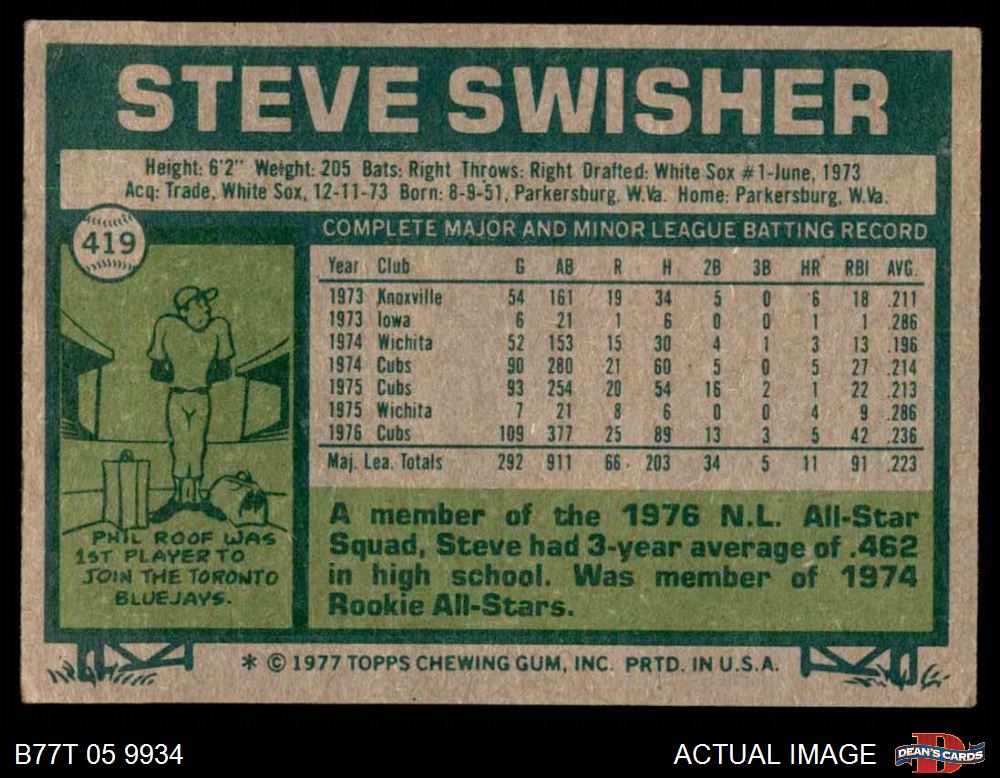 STEVE SWISHER
Height: 6'2" Weight: 205 Bats: Right Throws: Right Drafted: White Sox #1-June, 1973
Acq: Trade, White Sox, 12-11-73 Born: 8-9-51, Parkersburg, W.Va. Home: Parkersburg, W.Va.
419
COMPLETE MAJOR AND MINOR LEAGUE BATTING RECORD
Year Club G AB R H 2B 3B HR RBI AVG.
1973 Knoxville 54 161 19 34 5 0 6 18 .211
1973 Iowa 6 21 1 6 0 0 1 1 .286
1974 Wichita 52 153 15 30 4 1 3 13 .196
1974 Cubs 90 280 21 60 5 0 5 27 .214
1975 Cubs 93 254 20 54 16 2 1 22 .213
1975 Wichita 7 21 8 6 0 0 4 9 .286
1976 Cubs 109 377 25 89 13 3 5 42 .236
Maj. Lea. Totals 292 911 66 203 34 5 11 91 .223
PHIL ROOF WAS
1ST PLAYER TO
JOIN THE TORONTO
BLUEJAYS.
A member of the 1976 N.L. All-Star
Squad, Steve had 3-year average of .462
in high school. Was member of 1974
Rookie All-Stars.
* © 1977 TOPPS CHEWING GUM, INC. PRTD. IN U.S.A.
B77T 05 9934
ACTUAL IMAGE
D
DEAN'S CARDS